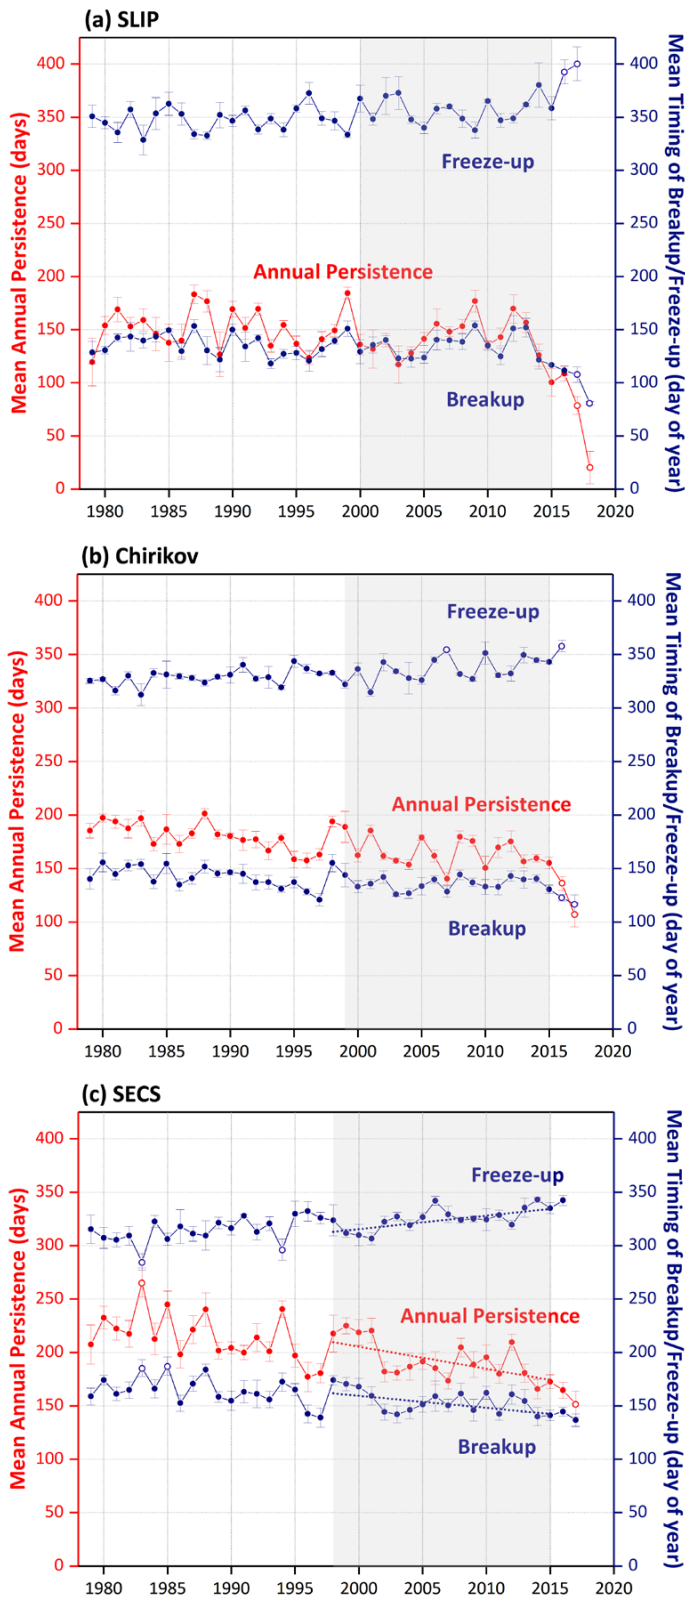 (a) SLIP
Mean Annual Persistence (days)
400
350
300
250
200
150
100
50
0
Freeze-up
Annual Persistence
Breakup
400
350
300
250
200
150
100
50
0
Mean Timing of Breakup/Freeze-up (day of year)
1980 1985 1990 1995 2000 2005 2010 2015 2020
(b) Chirikov
Mean Annual Persistence (days)
400
350
300
250
200
150
100
50
0
Freeze-up
Annual Persistence
Breakup
400
350
300
250
200
150
100
50
0
Mean Timing of Breakup/Freeze-up (day of year)
1980 1985 1990 1995 2000 2005 2010 2015 2020
(c) SECS
Mean Annual Persistence (days)
400
350
300
250
200
150
100
50
0
Freeze-up
Annual Persistence
Breakup
400
350
300
250
200
150
100
50
0
Mean Timing of Breakup/Freeze-up (day of year)
1980 1985 1990 1995 2000 2005 2010 2015 2020